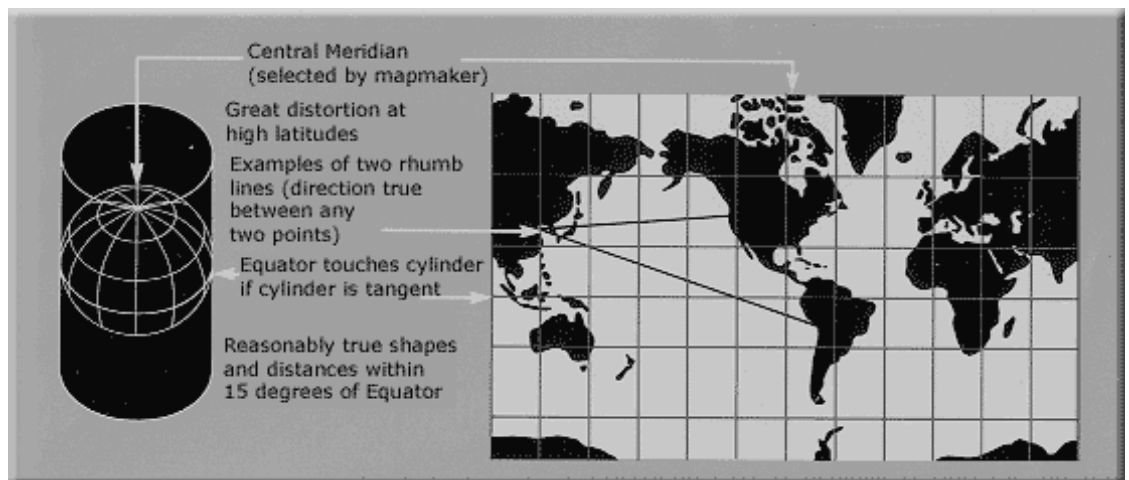 Central Meridian
(selected by mapmaker)
Great distortion at
high latitudes
Examples of two rhumb
lines (direction true
between any
two points)
Equator touches cylinder
if cylinder is tangent
Reasonably true shapes
and distances within
15 degrees of Equator